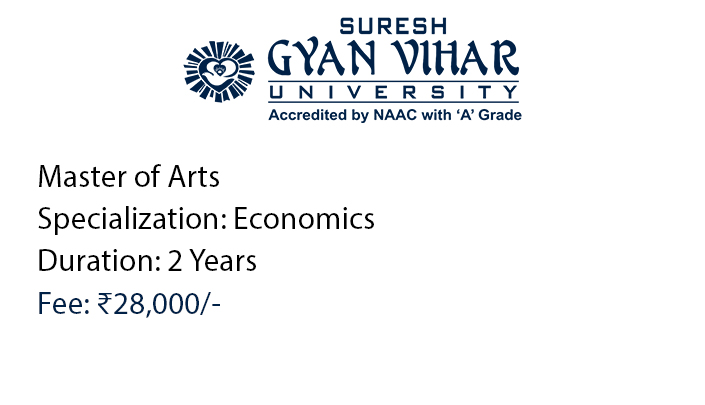 SURESH
GYAN VIHAR
UNIVERSITY
Accredited by NAAC with ‘A’ Grade
Master of Arts
Specialization: Economics
Duration: 2 Years
Fee: ₹28,000/-